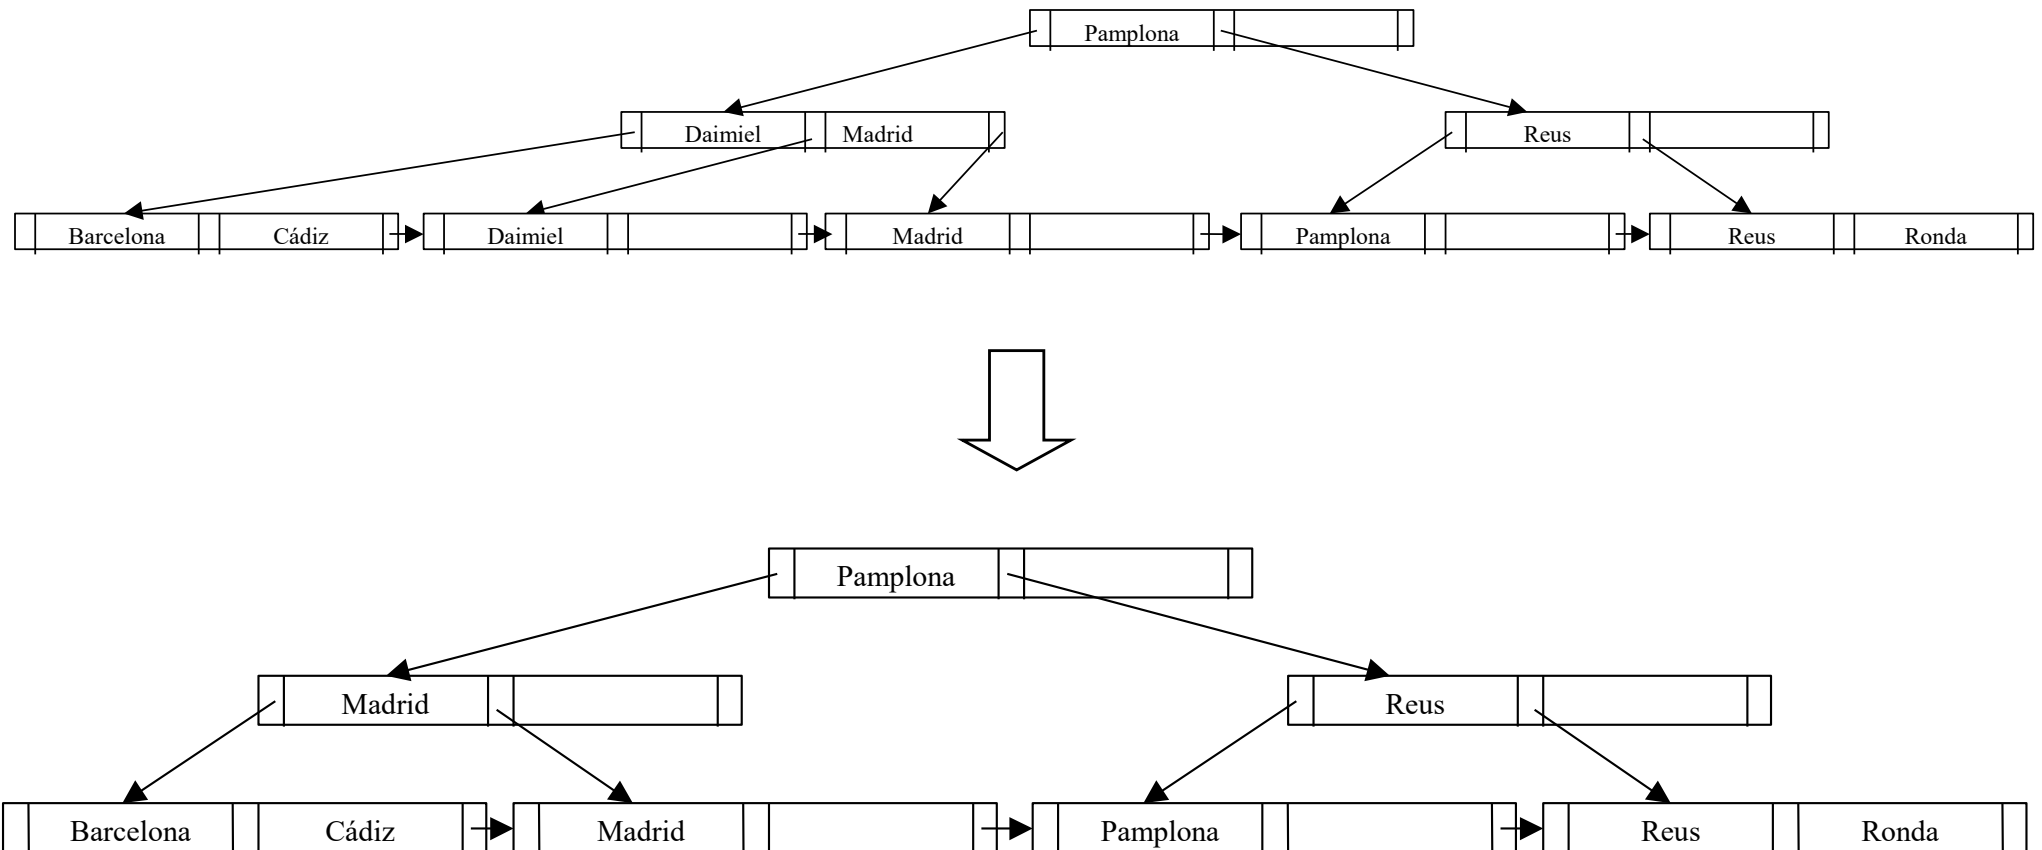 Pamplona
Daimiel Madrid Reus
Barcelona Cádiz Daimiel Madrid Pamplona Reus Ronda
Pamplona
Madrid Reus
Barcelona Cádiz Madrid Pamplona Reus Ronda